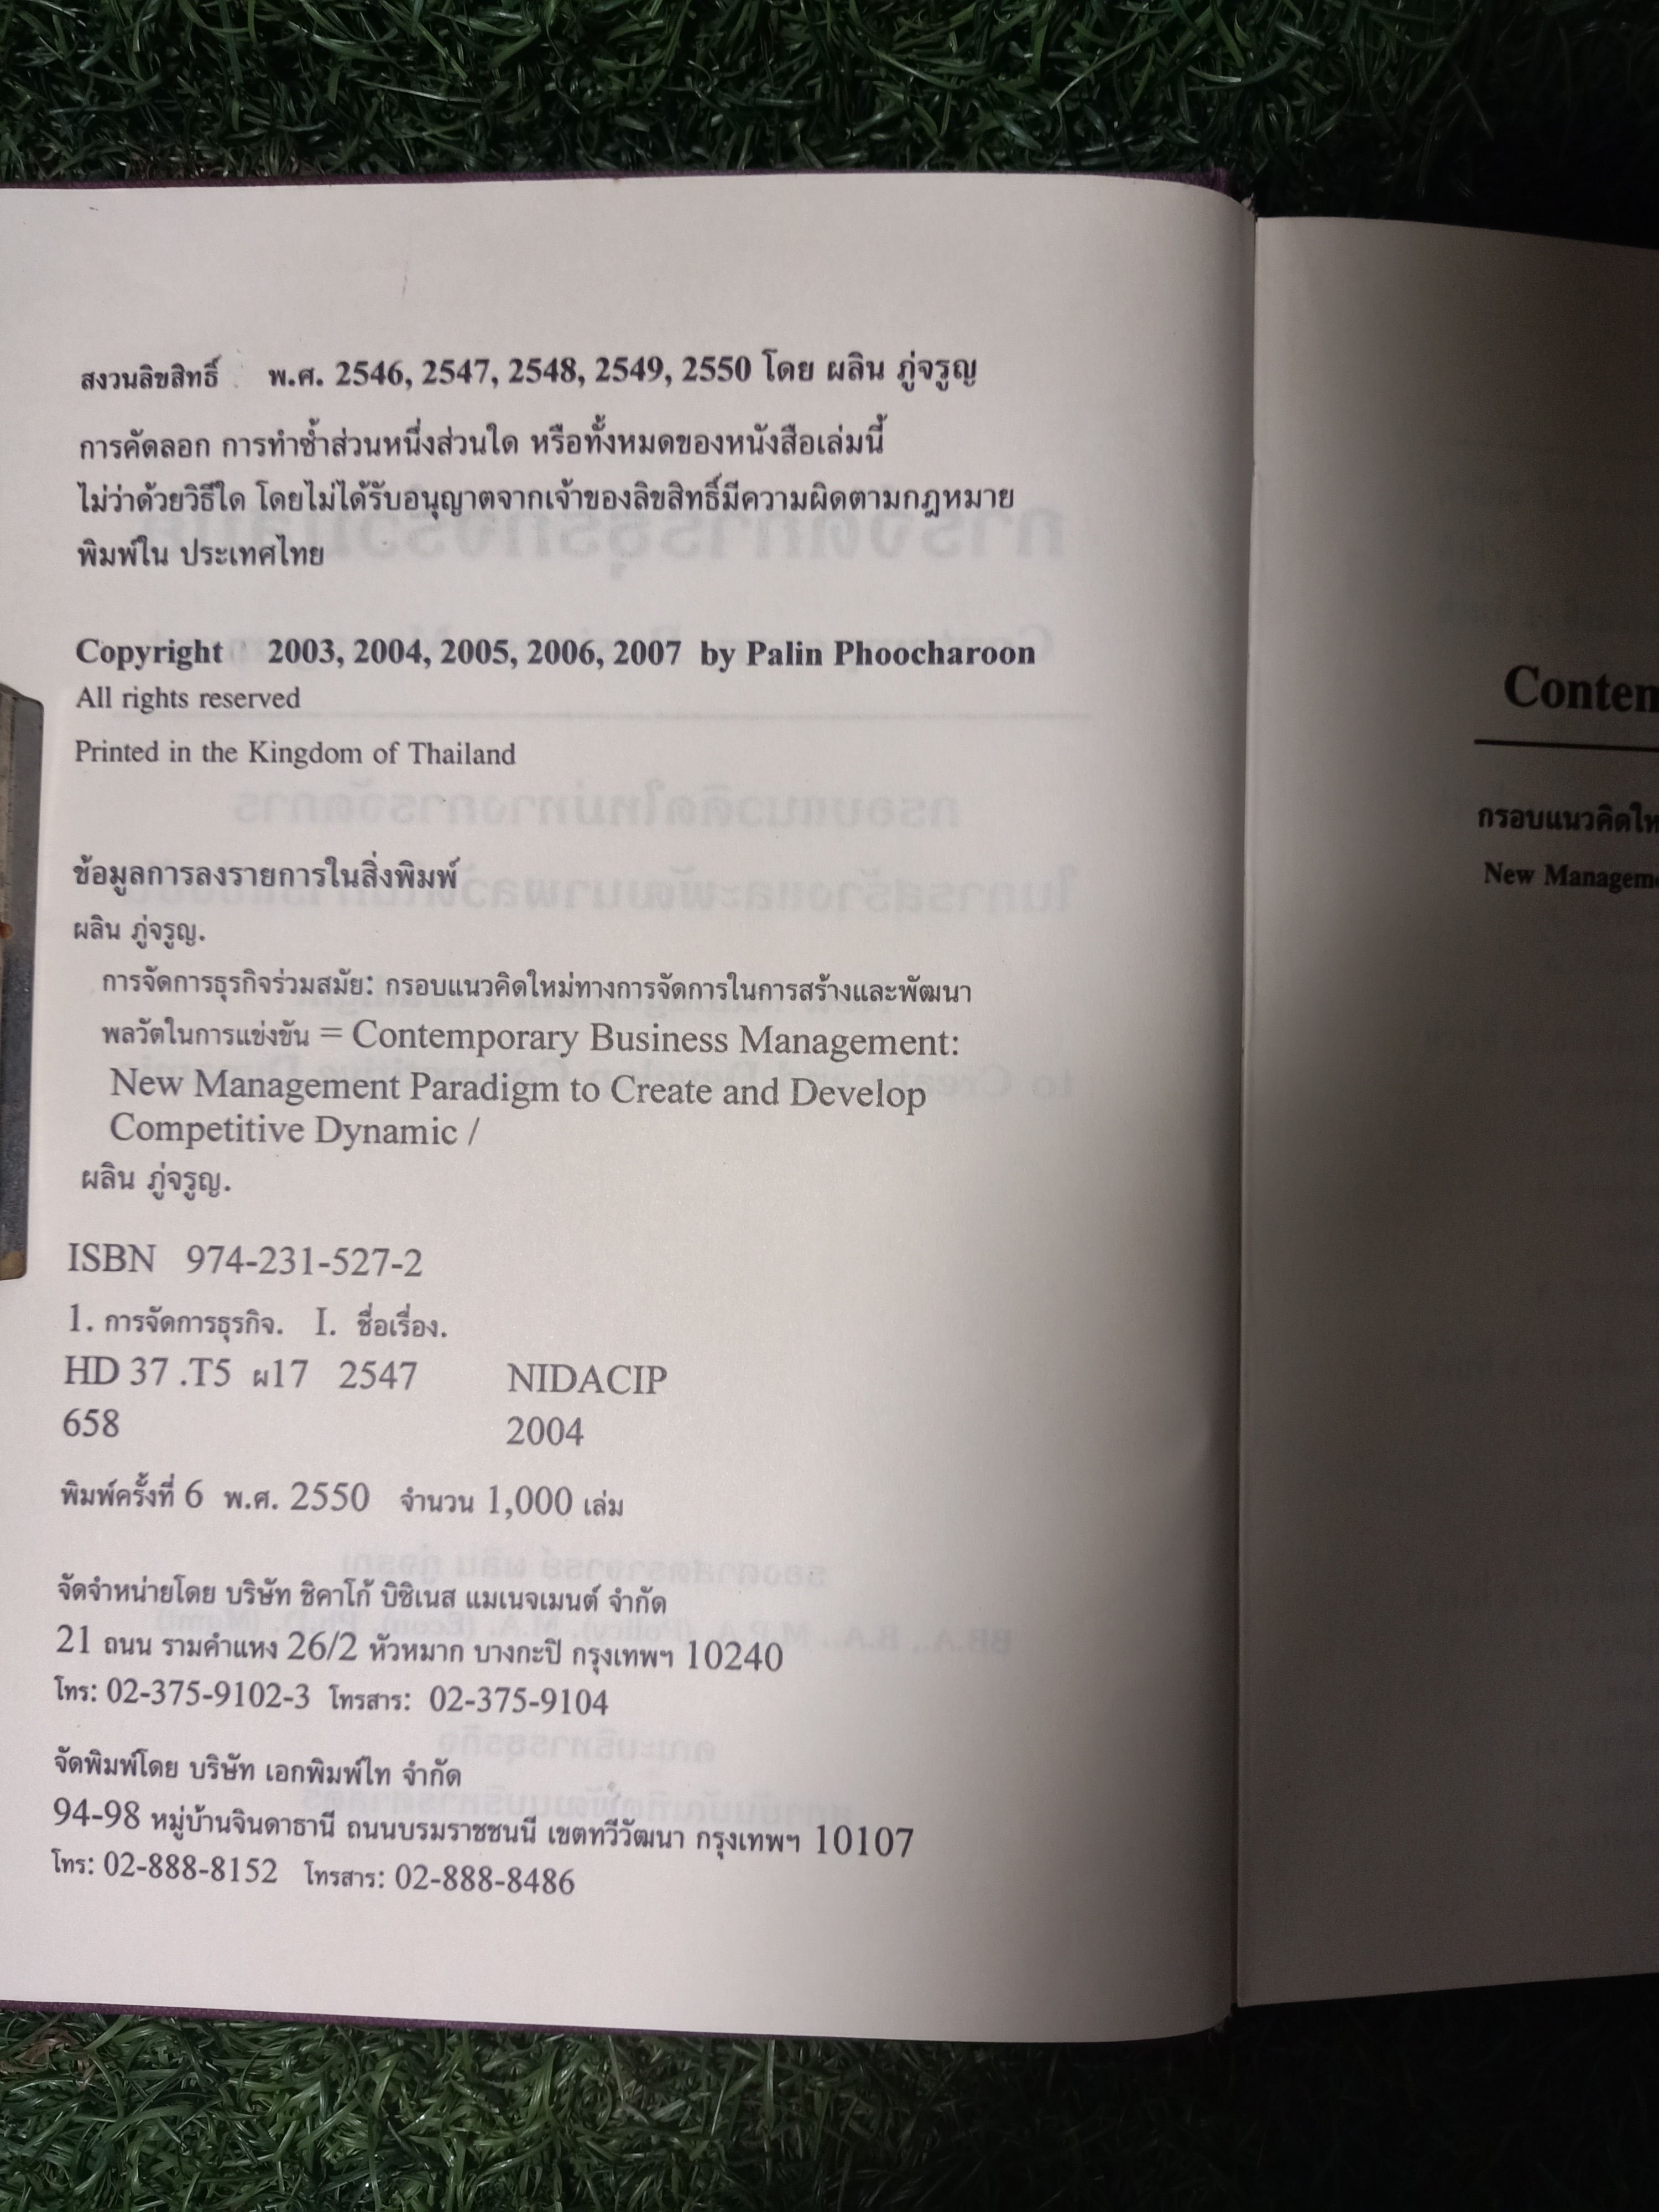 สงวนลิขสิทธิ์ พ.ศ. 2546, 2547, 2548, 2549, 2550 โดย ผลิน ภู่จรูญ
การคัดลอก การทำซ้ำส่วนหนึ่งส่วนใด หรือทั้งหมดของหนังสือเล่มนี้
ไม่ว่าด้วยวิธีใด โดยไม่ได้รับอนุญาตจากเจ้าของลิขสิทธิ์มีความผิดตามกฎหมาย
พิมพ์ใน ประเทศไทย
Copyright 2003, 2004, 2005, 2006, 2007 by Palin Phoocharoon
All rights reserved
Printed in the Kingdom of Thailand
ข้อมูลการลงรายการในสิ่งพิมพ์
ผลิน ภู่จรูญ.
การจัดการธุรกิจร่วมสมัย: กรอบแนวคิดใหม่ทางการจัดการในการสร้างและพัฒนา
พลวัตในการแข่งขัน = Contemporary Business Management:
New Management Paradigm to Create and Develop
Competitive Dynamic /
ผลิน ภู่จรูญ.
ISBN 974-231-527-2
1. การจัดการธุรกิจ. I. ชื่อเรื่อง.
HD 37 .T5 ผ17 2547 NIDACIP
658 2004
พิมพ์ครั้งที่ 6 พ.ศ. 2550 จำนวน 1,000 เล่ม
จัดจำหน่ายโดย บริษัท ชิคาโก้ บิซิเนส แมเนจเมนต์ จำกัด
21 ถนน รามคำแหง 26/2 หัวหมาก บางกะปิ กรุงเทพฯ 10240
โทร: 02-375-9102-3 โทรสาร: 02-375-9104
จัดพิมพ์โดย บริษัท เอกพิมพ์ไท จำกัด
94-98 หมู่บ้านจินดาธานี ถนนบรมราชชนนี เขตทวีวัฒนา กรุงเทพฯ 10107
โทร: 02-888-8152 โทรสาร: 02-888-8486
Conten
กรอบแนวคิดให
New Managem